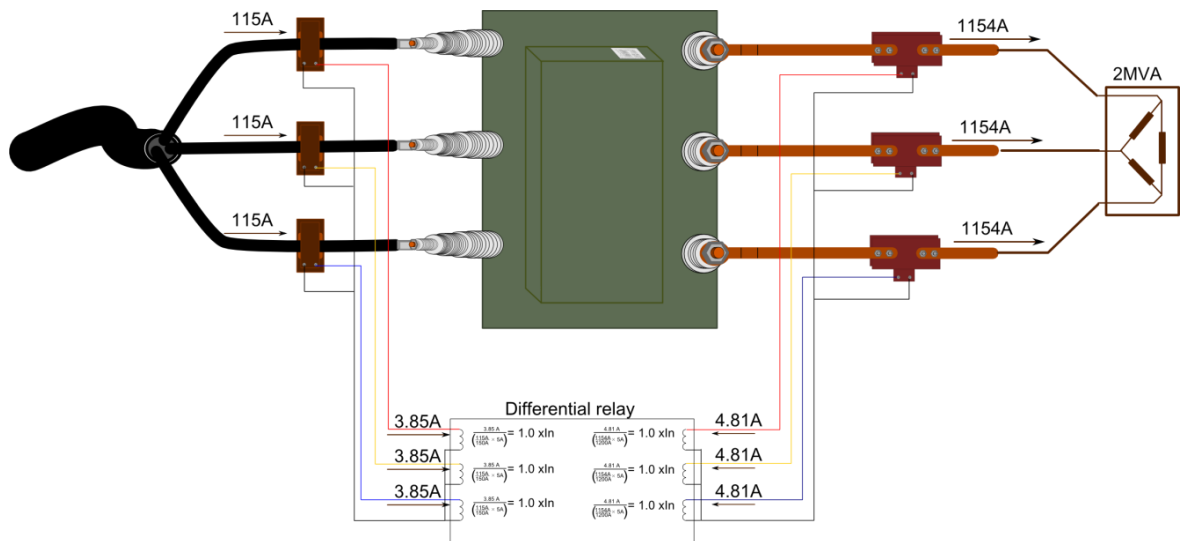 115A
1154A
2MVA
115A
1154A
115A
1154A
Differential relay
3.85A
4.81A
3.85 A
(115A/150A × 5A) = 1.0 xIn
4.81 A
(1154A/1200A × 5A) = 1.0 xIn
3.85A
4.81A
3.85 A
(115A/150A × 5A) = 1.0 xIn
4.81 A
(1154A/1200A × 5A) = 1.0 xIn
3.85A
4.81A
3.85 A
(115A/150A × 5A) = 1.0 xIn
4.81 A
(1154A/1200A × 5A) = 1.0 xIn